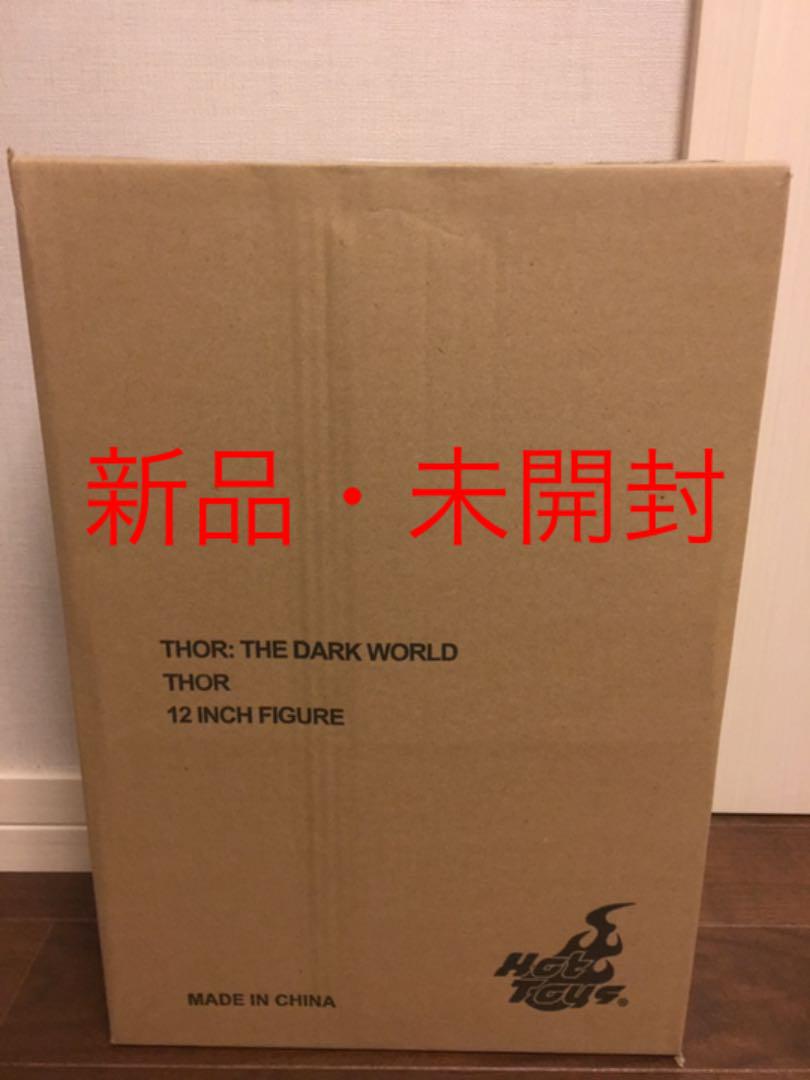 新品・未開封
THOR: THE DARK WORLD
THOR
12 INCH FIGURE
Hot
Toys®
MADE IN CHINA